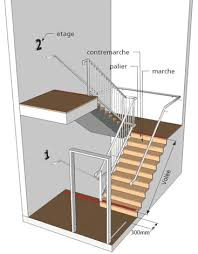 2 etage
contremarche
palier
marche
1
Volée
300mm